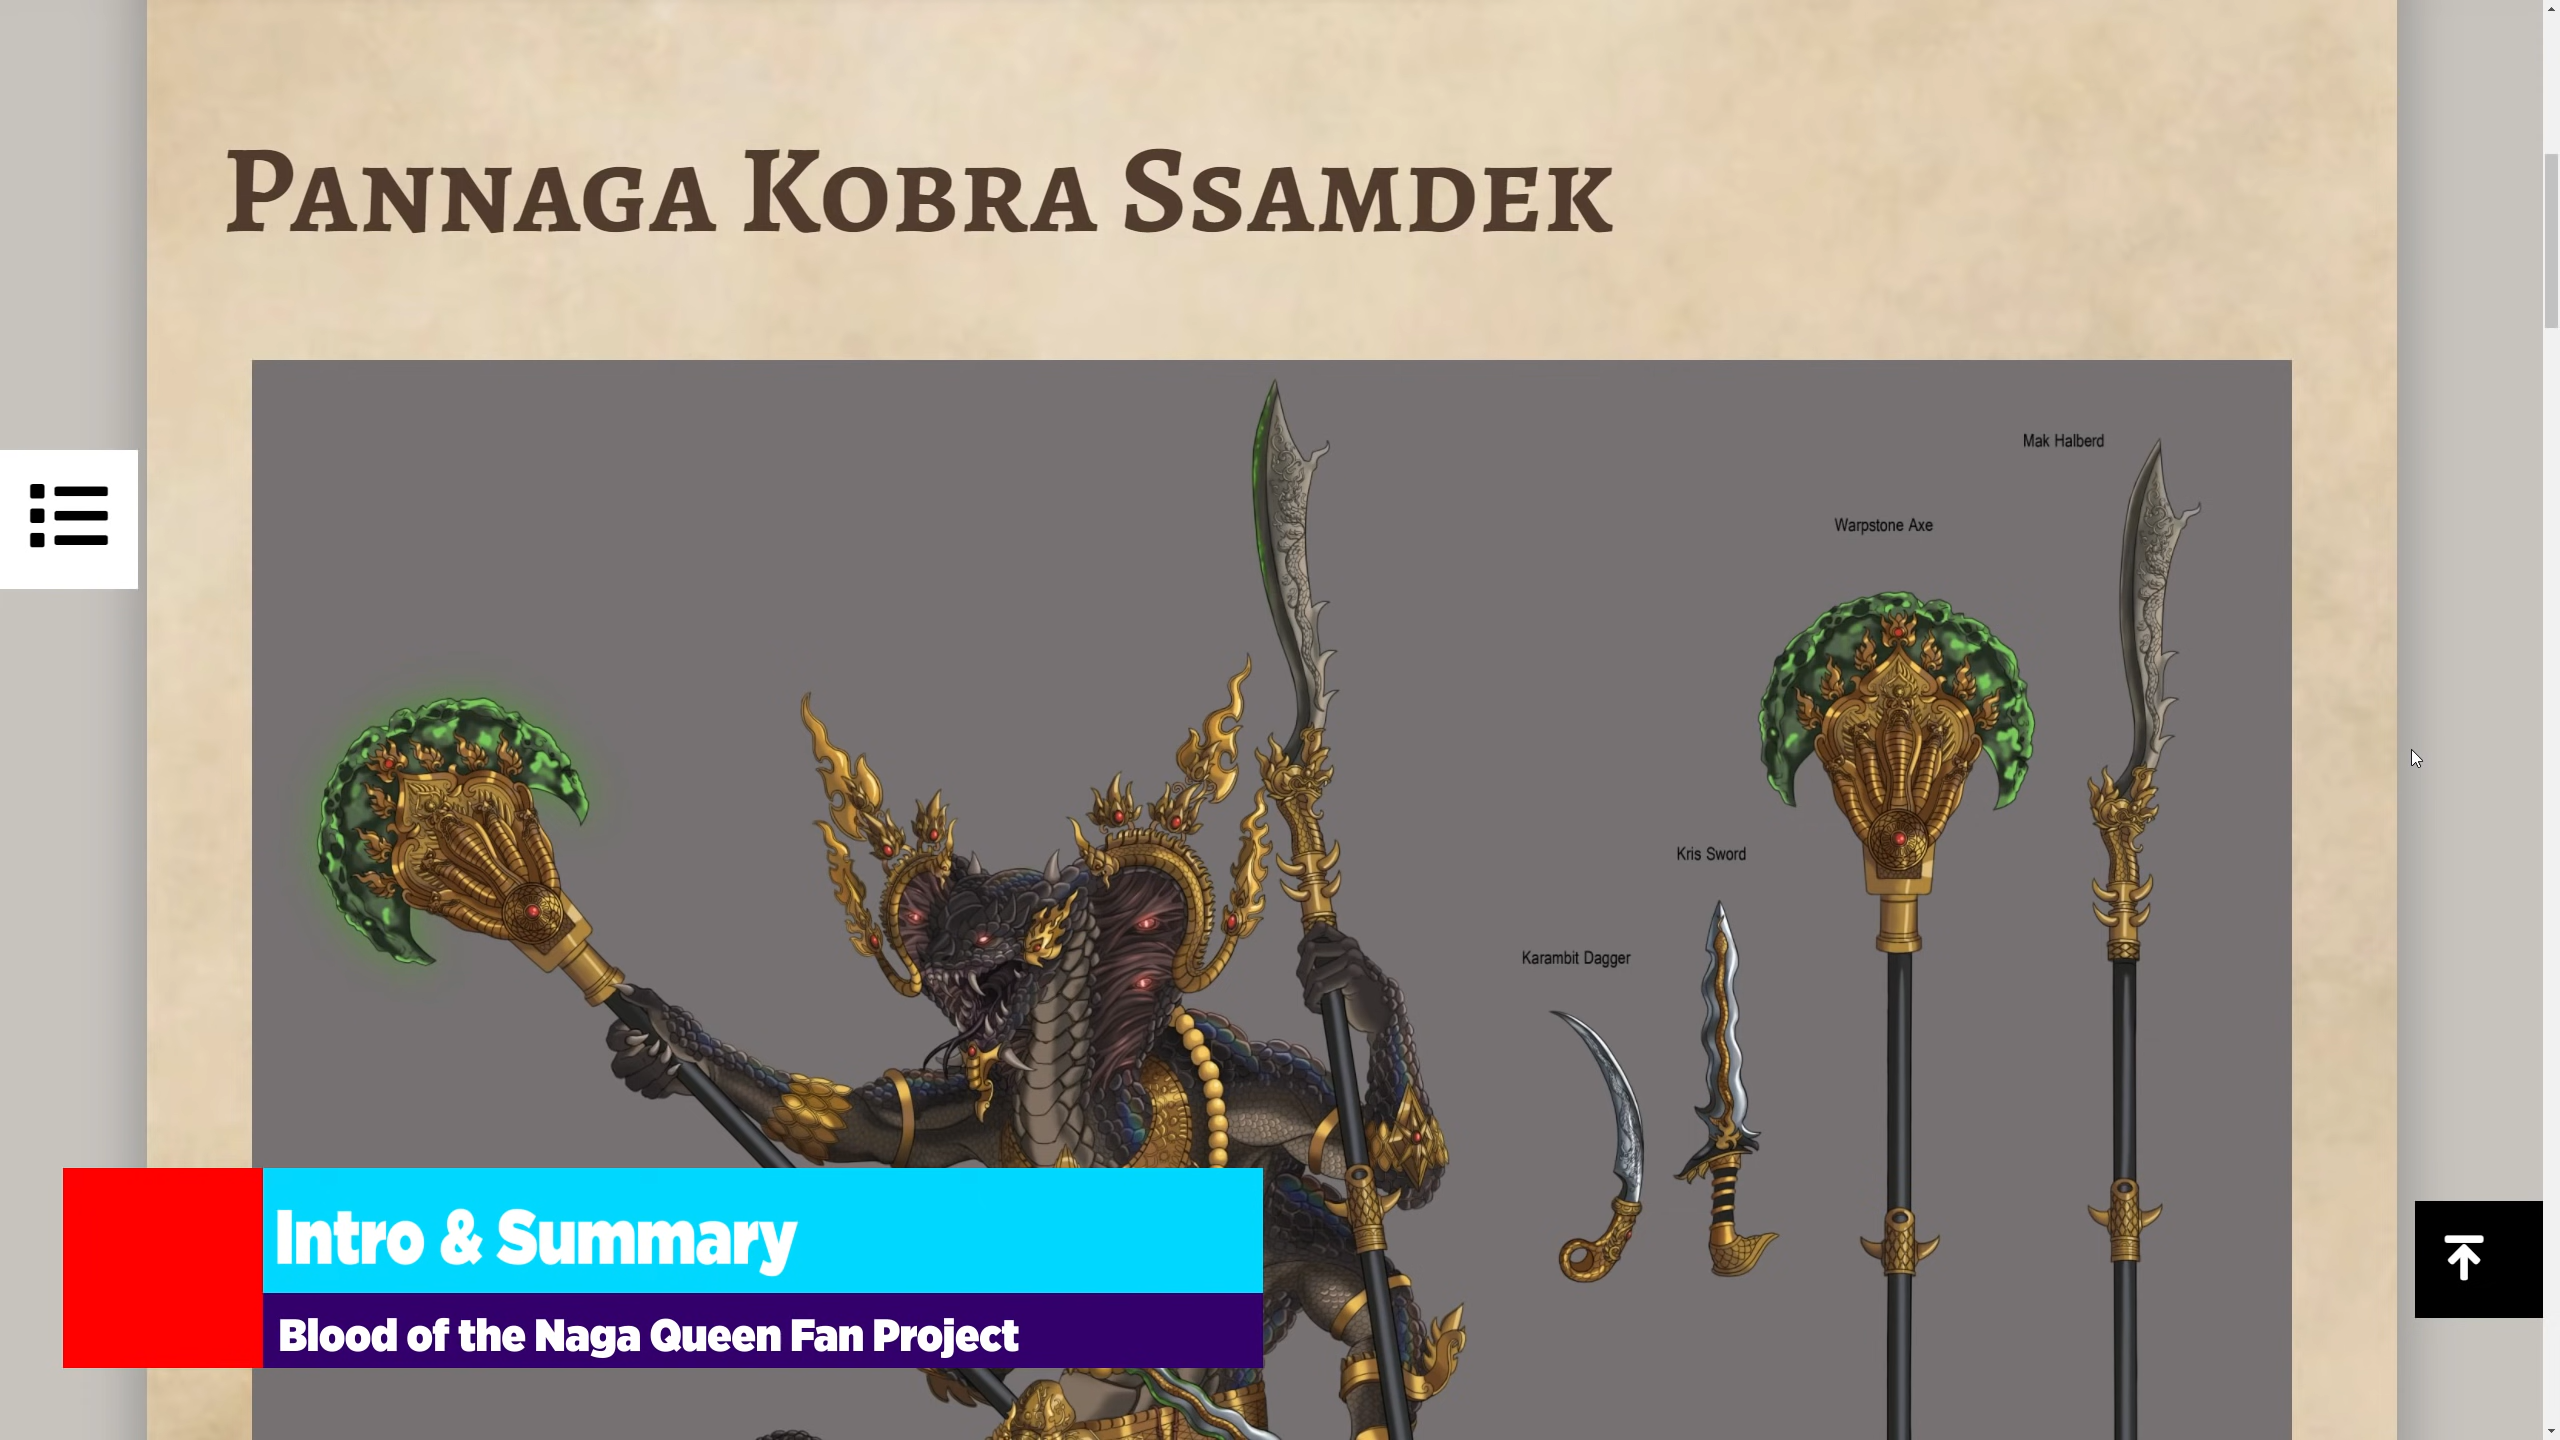 Pannaga Kobra Ssamdek
Mak Halberd
Warpstone Axe
Kris Sword
Karambit Dagger
Intro & Summary
Blood of the Naga Queen Fan Project